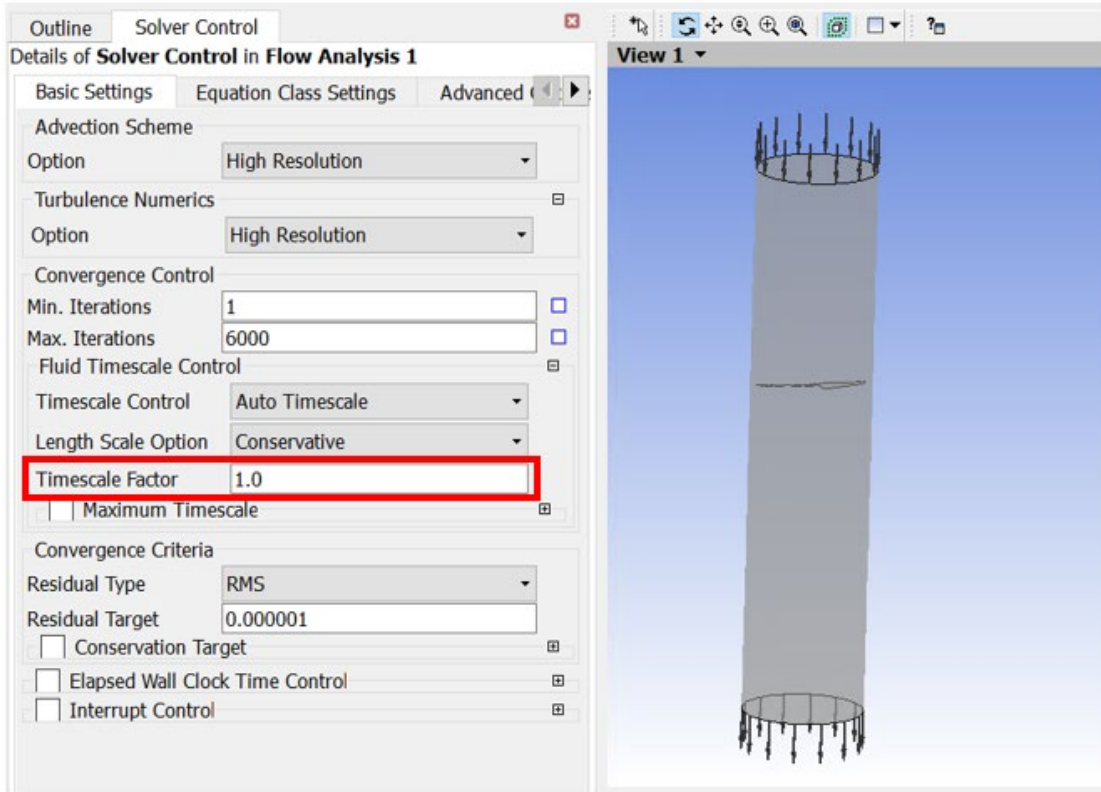 Outline Solver Control
Details of Solver Control in Flow Analysis 1
Basic Settings Equation Class Settings Advanced
Advection Scheme
Option High Resolution
Turbulence Numerics
Option High Resolution
Convergence Control
Min. Iterations 1
Max. Iterations 6000
Fluid Timescale Control
Timescale Control Auto Timescale
Length Scale Option Conservative
Timescale Factor 1.0
Maximum Timescale
Convergence Criteria
Residual Type RMS
Residual Target 0.000001
Conservation Target
Elapsed Wall Clock Time Control
Interrupt Control
View 1